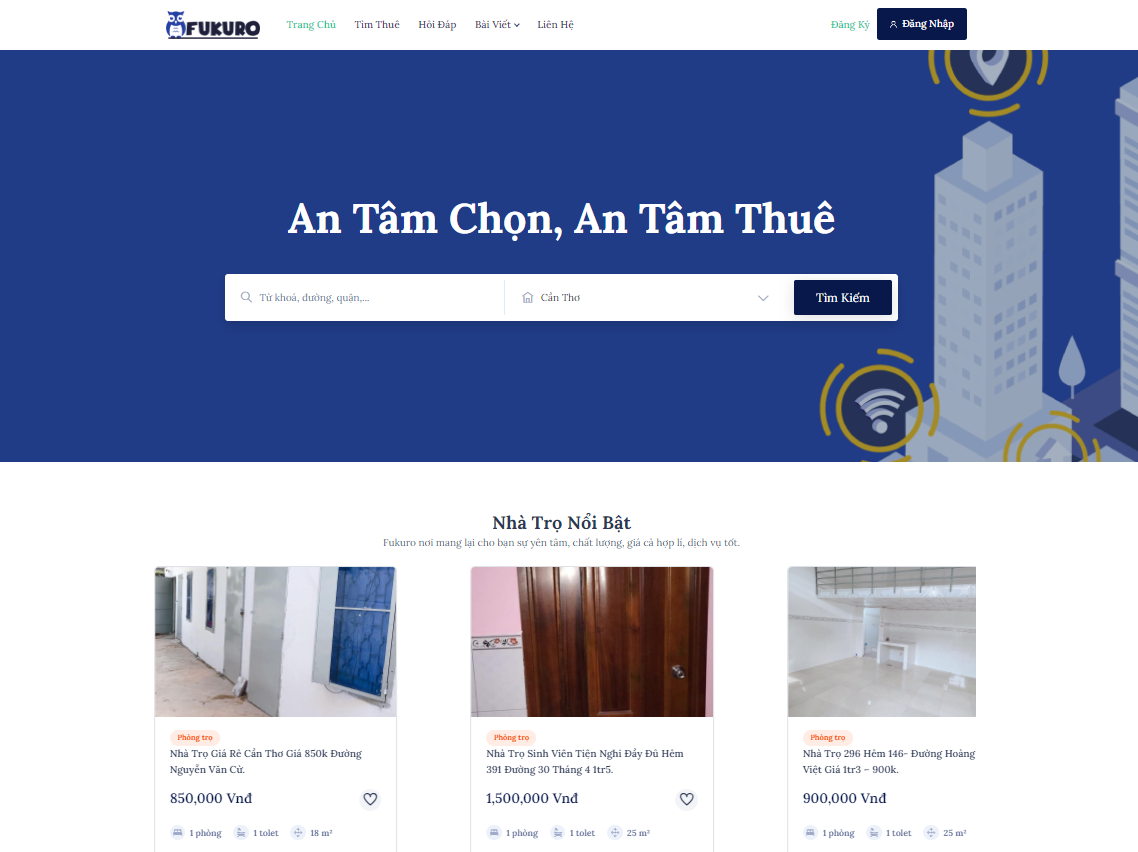 FUKURO
Trang Chủ Tìm Thuê Hỏi Đáp Bài Viết Liên Hệ Đăng Ký Đăng Nhập
An Tâm Chọn, An Tâm Thuê
Từ khoá, đường, quận,... Cần Thơ Tìm Kiếm
Nhà Trọ Nổi Bật
Fukuro nơi mang lại cho bạn sự yên tâm, chất lượng, giá cả hợp lí, dịch vụ tốt.
Phòng trọ
Nhà Trọ Giá Rẻ Cần Thơ Giá 850k Đường
Nguyễn Văn Cừ.
850,000 Vnđ
1 phòng 1 tolet 18 m²
Phòng trọ
Nhà Trọ Sinh Viên Tiện Nghi Đầy Đủ Hẻm
391 Đường 30 Tháng 4 1tr5.
1,500,000 Vnđ
1 phòng 1 tolet 25 m²
Phòng trọ
Nhà Trọ 296 Hẻm 146- Đường Hoàng
Việt Giá 1tr3 – 900k.
900,000 Vnđ
1 phòng 1 tolet 25 m²